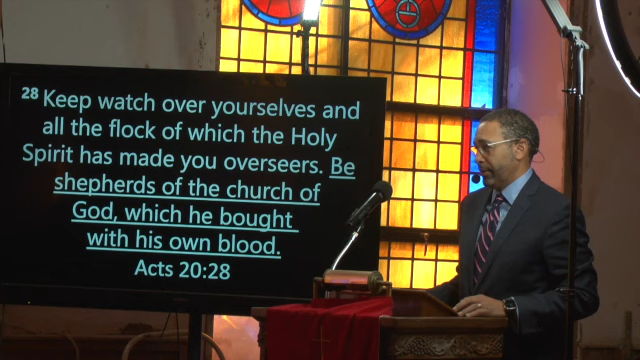 28 Keep watch over yourselves and
all the flock of which the Holy
Spirit has made you overseers. Be
shepherds of the church of
God, which he bought
with his own blood.
Acts 20:28